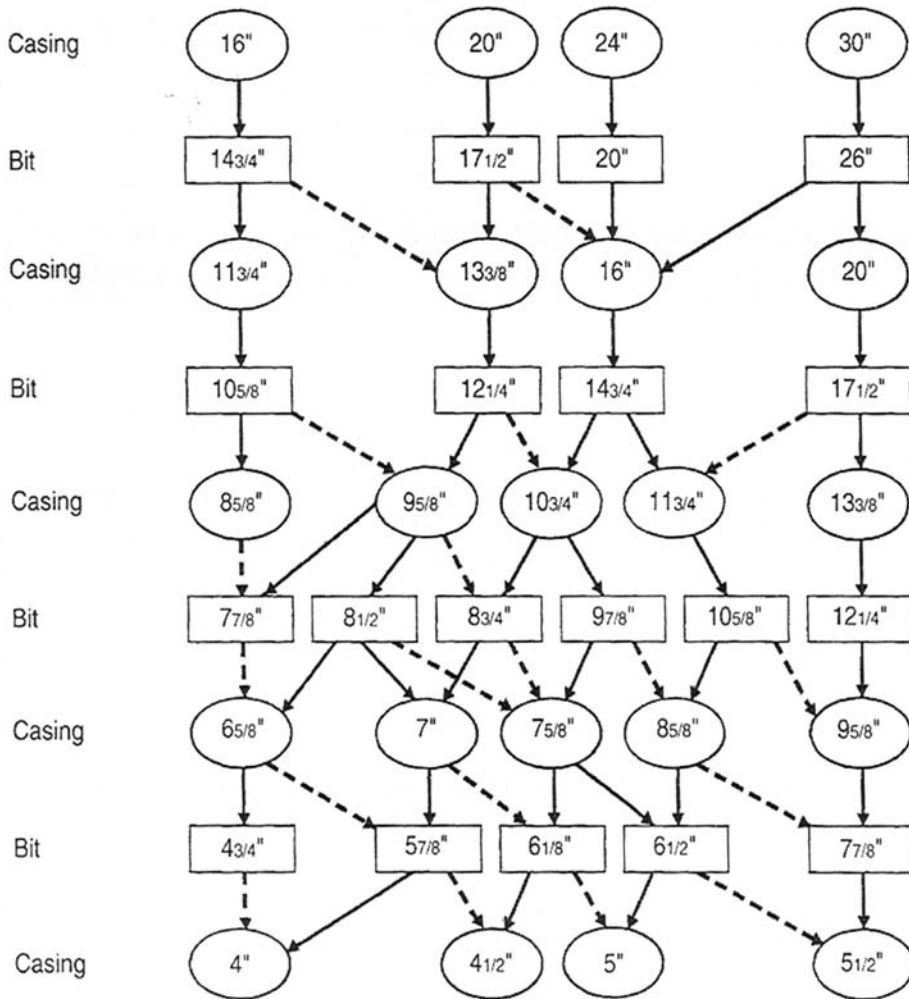 Casing 16" 20" 24" 30"
Bit 14 3/4" 17 1/2" 20" 26"
Casing 11 3/4" 13 3/8" 16" 20"
Bit 10 5/8" 12 1/4" 14 3/4" 17 1/2"
Casing 8 5/8" 9 5/8" 10 3/4" 11 3/4" 13 3/8"
Bit 7 7/8" 8 1/2" 8 3/4" 9 7/8" 10 5/8" 12 1/4"
Casing 6 5/8" 7" 7 5/8" 8 5/8" 9 5/8"
Bit 4 3/4" 5 7/8" 6 1/8" 6 1/2" 7 7/8"
Casing 4" 4 1/2" 5" 5 1/2"